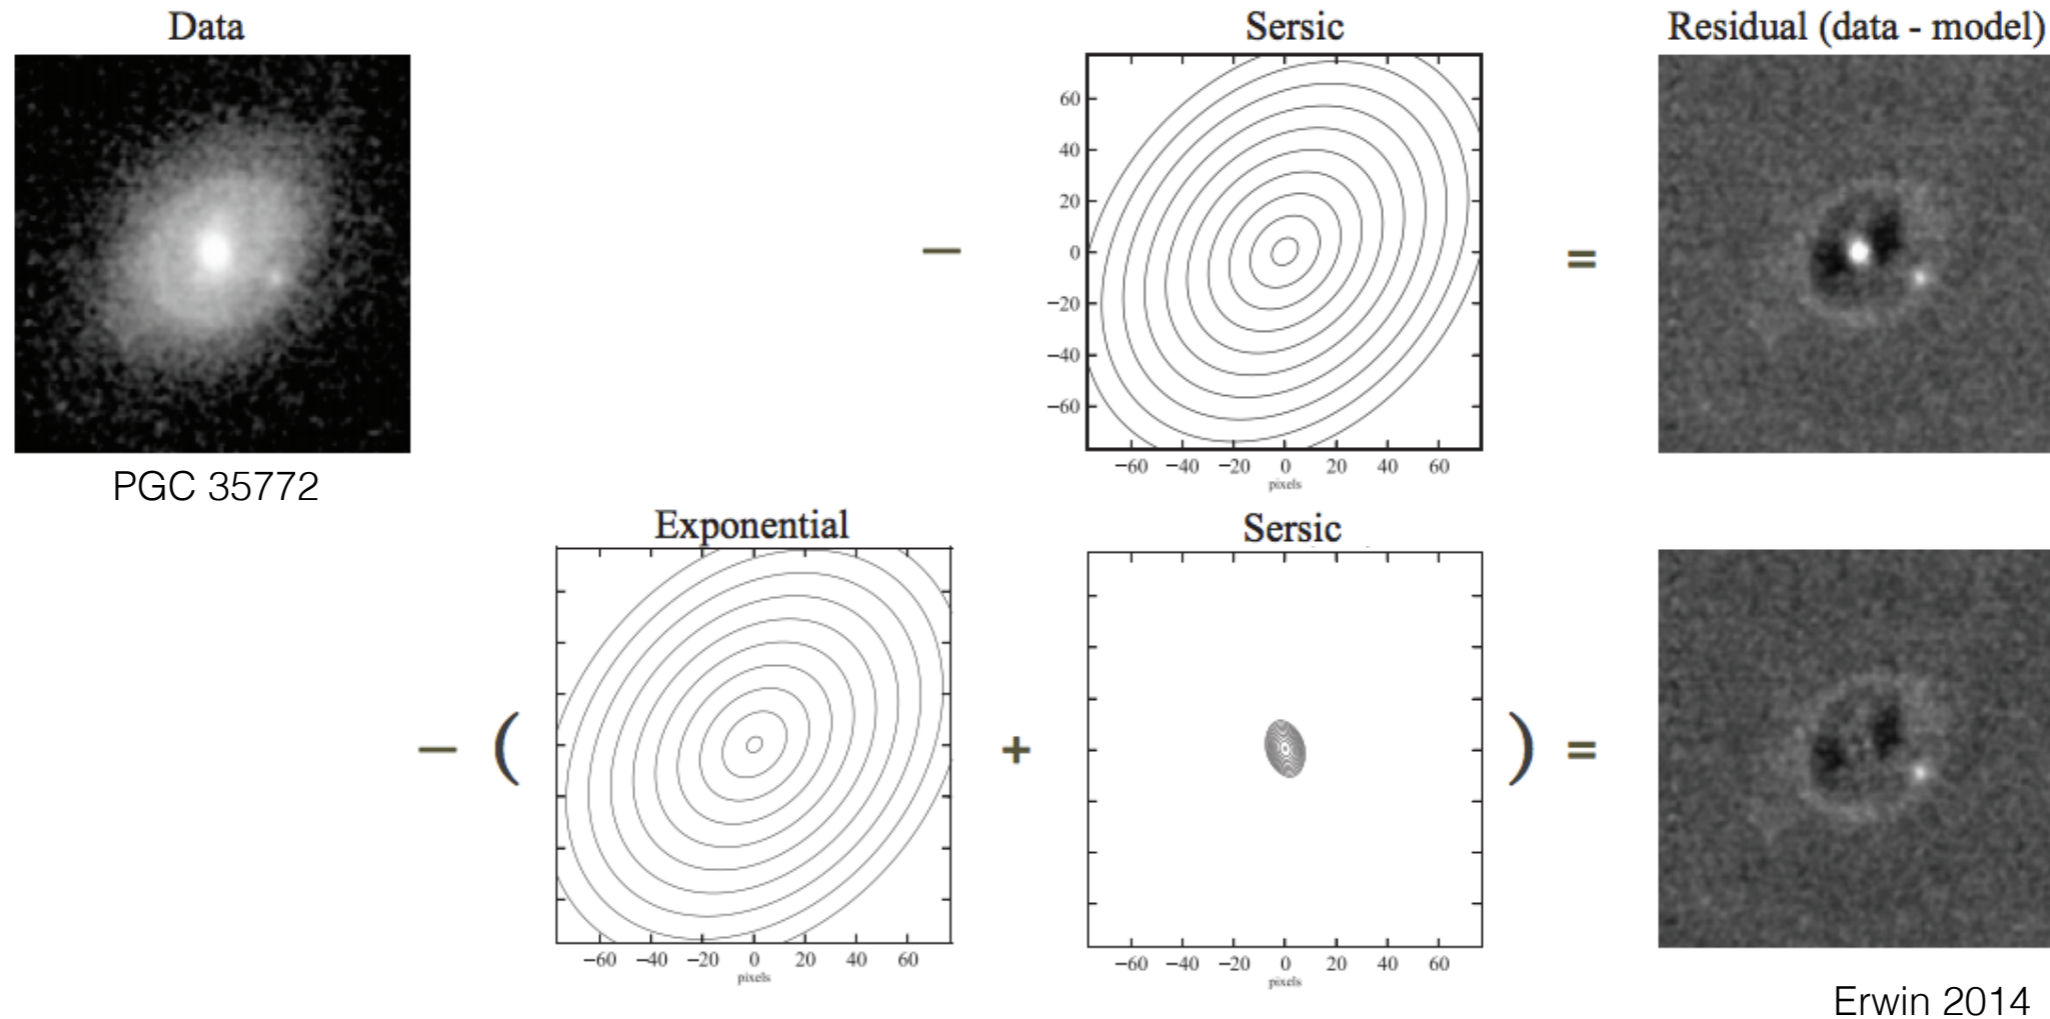 Data
Sersic
Residual (data - model)
60
40
20
0
−20
−40
−60
−60 −40 −20 0 20 40 60
pixels
−
=
PGC 35772
Exponential
Sersic
− (
+
) =
−60 −40 −20 0 20 40 60
pixels
−60 −40 −20 0 20 40 60
pixels
Erwin 2014